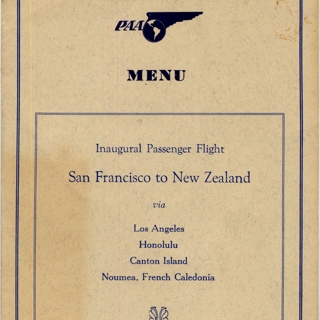 PAA
MENU
Inaugural Passenger Flight
San Francisco to New Zealand
via
Los Angeles
Honolulu
Canton Island
Noumea, French Caledonia